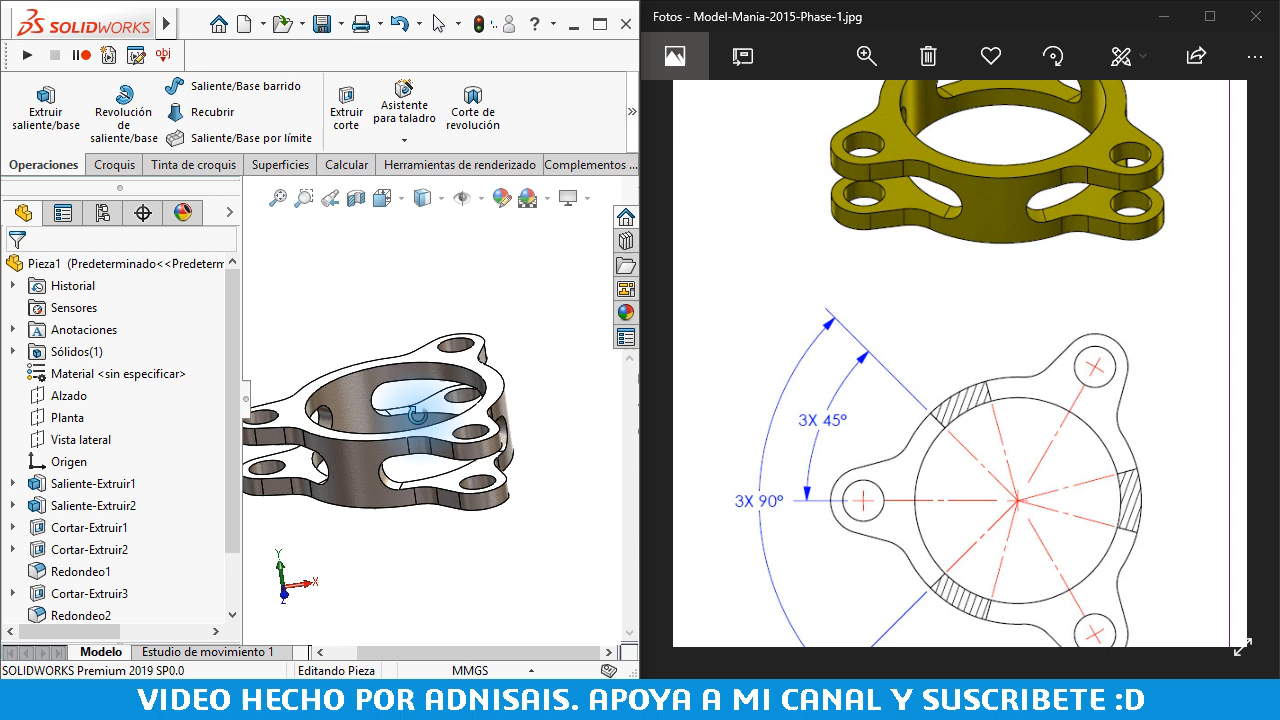 SOLIDWORKS
obj
Extruir saliente/base
Revolución de saliente/base
Saliente/Base barrido
Recubrir
Saliente/Base por límite
Extruir corte
Asistente para taladro
Corte de revolución
Operaciones
Croquis
Tinta de croquis
Superficies
Calcular
Herramientas de renderizado
Complementos ...
Pieza1 (Predeterminado<<Predeterm
Historial
Sensores
Anotaciones
Sólidos(1)
Material <sin especificar>
Alzado
Planta
Vista lateral
Origen
Saliente-Extruir1
Saliente-Extruir2
Cortar-Extruir1
Cortar-Extruir2
Redondeo1
Cortar-Extruir3
Redondeo2
Y
X
Z
Modelo
Estudio de movimiento 1
SOLIDWORKS Premium 2019 SP0.0
Editando Pieza
MMGS
Fotos - Model-Mania-2015-Phase-1.jpg
3X 45º
3X 90º
VIDEO HECHO POR ADNISAIS. APOYA A MI CANAL Y SUSCRIBETE :D